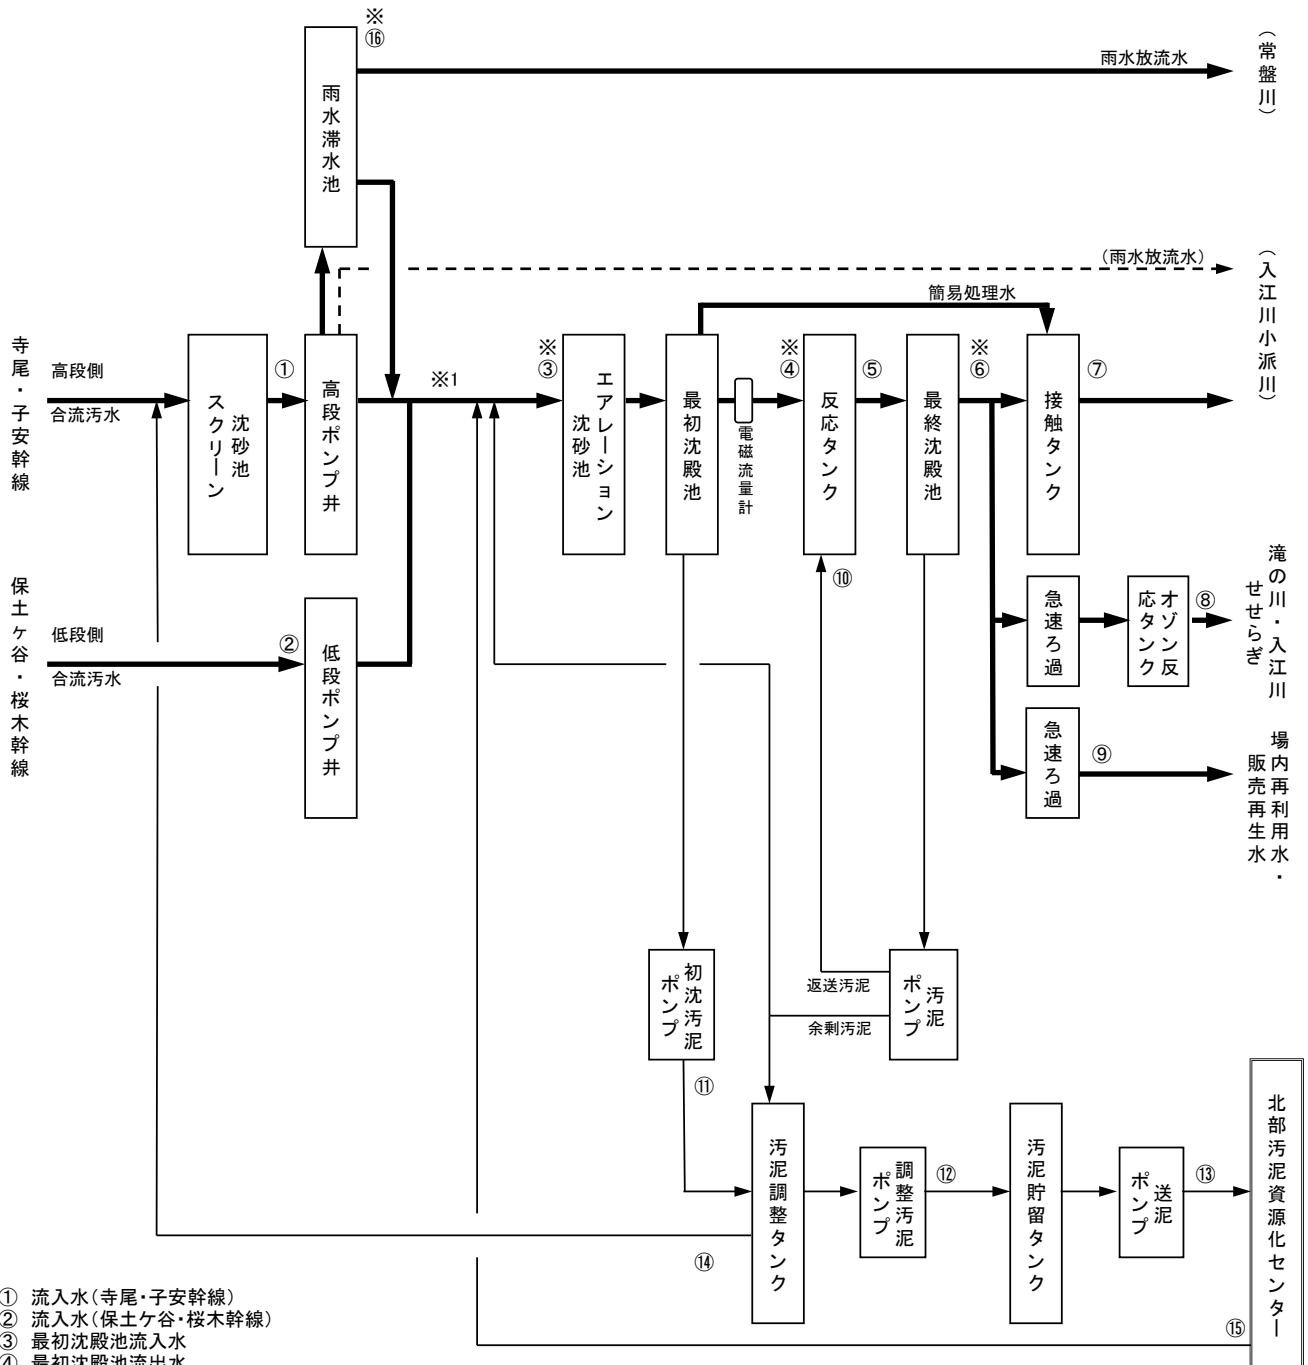 ※
⑯
雨水放流水
（常盤川）
雨水滞水池
（雨水放流水）
（入江川小派川）
簡易処理水
寺尾・子安幹線
高段側
合流汚水
スクリーン
沈砂池
①
高段ポンプ井
※1
※
③
エアレーション
沈砂池
最初沈殿池
電磁流量計
※
④
反応タンク
⑤
最終沈殿池
※
⑥
接触タンク
⑦
保土ケ谷・桜木幹線
低段側
合流汚水
②
低段ポンプ井
⑩
急速ろ過
オゾン反
応タンク
⑧
滝の川・入江川
せせらぎ
急速ろ過
⑨
場内再利用水・
販売再生水
初沈汚泥
ポンプ
返送汚泥
余剰汚泥
汚泥
ポンプ
⑪
汚泥調整タンク
調整汚泥
ポンプ
⑫
汚泥貯留タンク
送泥
ポンプ
⑬
北部汚泥資源化センター
⑭
⑮
① 流入水（寺尾・子安幹線）
② 流入水（保土ケ谷・桜木幹線）
③ 最初沈殿池流入水
④ 最初沈殿池流出水